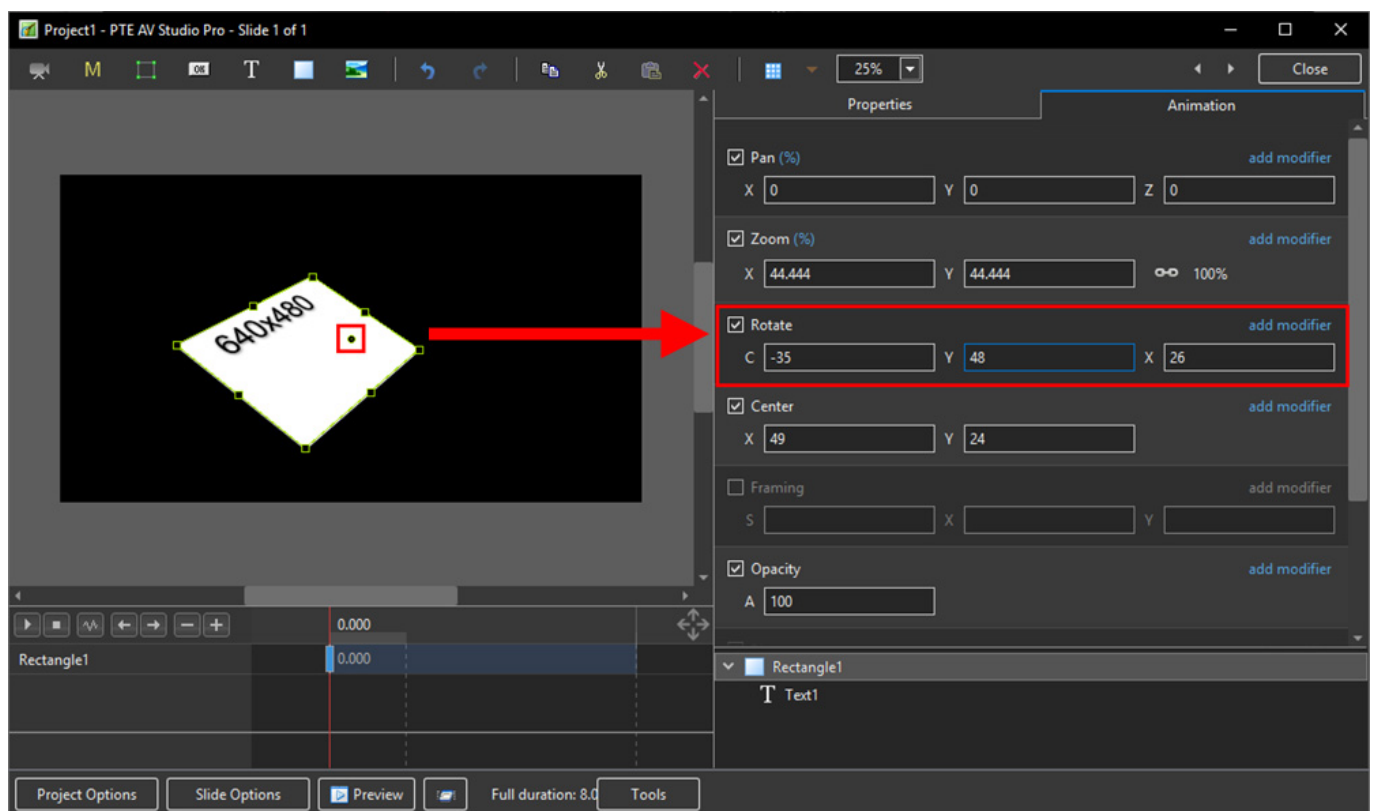 Project1 - PTE AV Studio Pro - Slide 1 of 1
M OK T 25% Close
Properties Animation
Pan (%) add modifier
X 0 Y 0 Z 0
Zoom (%) add modifier
X 44.444 Y 44.444 100%
640x480
Rotate add modifier
C -35 Y 48 X 26
Center add modifier
X 49 Y 24
Framing add modifier
S X Y
Opacity add modifier
A 100
0.000
Rectangle1 0.000
Rectangle1
T Text1
Project Options Slide Options Preview Full duration: 8.0 Tools